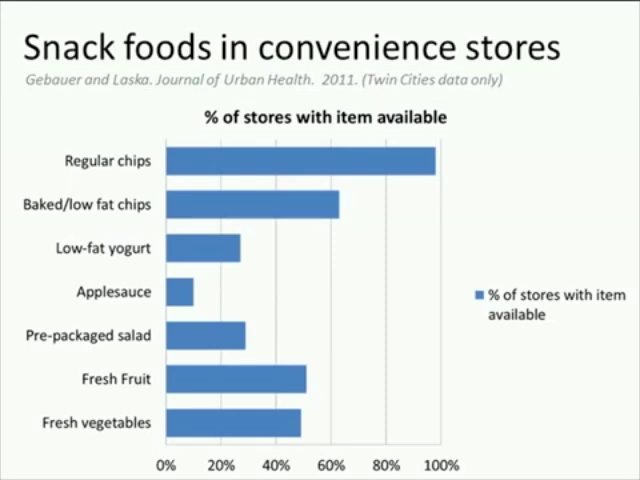 Snack foods in convenience stores
Gebauer and Laska. Journal of Urban Health.  2011. (Twin Cities data only)
% of stores with item available
Regular chips
Baked/low fat chips
Low-fat yogurt
Applesauce
Pre-packaged salad
Fresh Fruit
Fresh vegetables
% of stores with item
available
0% 20% 40% 60% 80% 100%